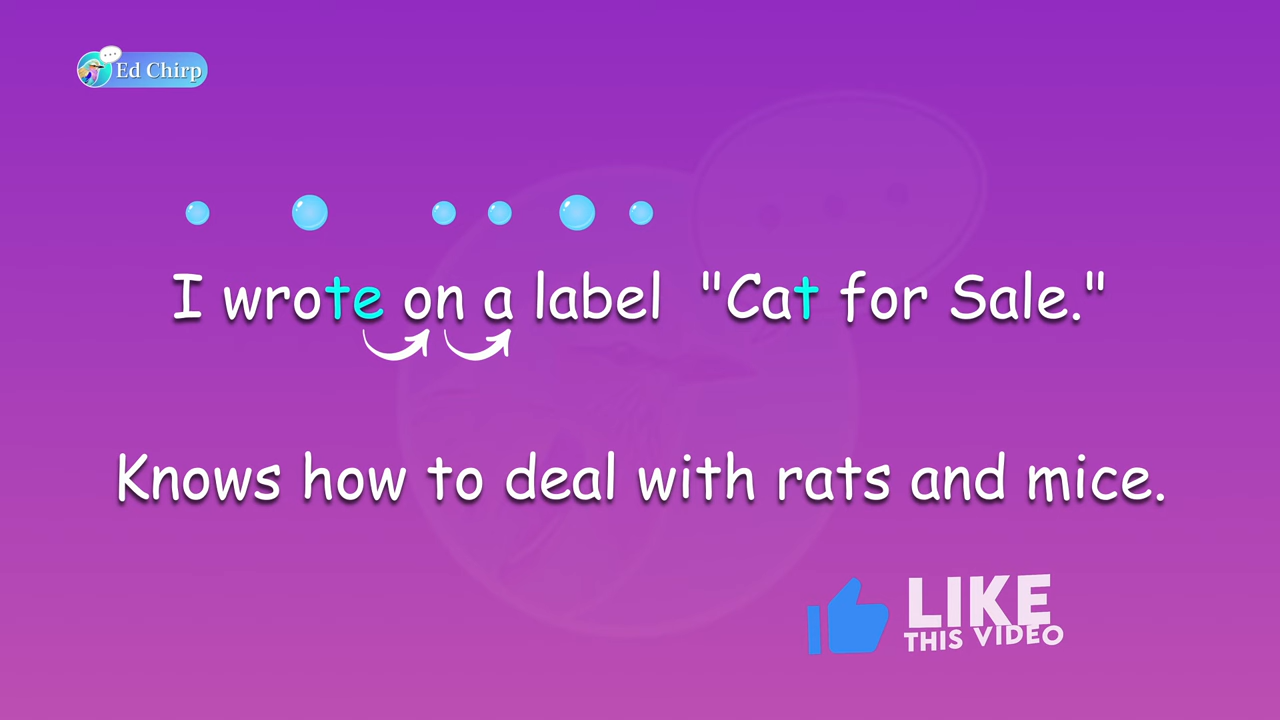 Ed Chirp
I wrote on a label "Cat for Sale."
Knows how to deal with rats and mice.
LIKE
THIS VIDEO